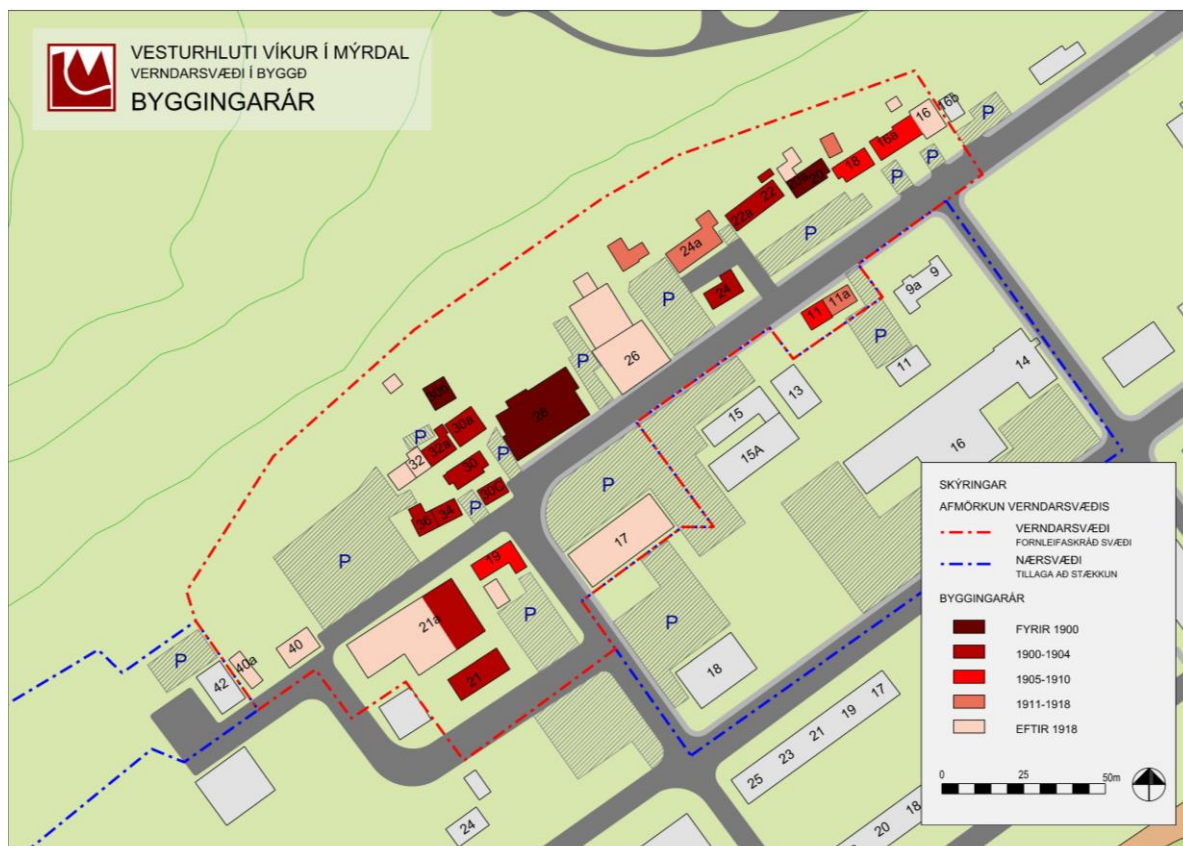 VESTURHLUTI VÍKUR Í MÝRDAL
VERNDARSVÆÐI Í BYGGÐ
BYGGINGARÁR
16
16b
P
16a
P
P
18
20
22
22a
P
24a
24
P
11
11a
9a
9
P
11
14
26
P
13
15
15A
16
28
30b
30a
P
32a
32
30
P
30C
P
34
36
P
P
17
19
P
21a
21
P
18
40
40a
42
P
17
19
21
23
25
24
18
20
SKÝRINGAR
AFMÖRKUN VERNDARSVÆÐIS
VERNDARSVÆÐI
FORNLEIFASKRÁÐ SVÆÐI
NÆRSVÆÐI
TILLAGA AÐ STÆKKUN
BYGGINGARÁR
FYRIR 1900
1900-1904
1905-1910
1911-1918
EFTIR 1918
0 25 50m